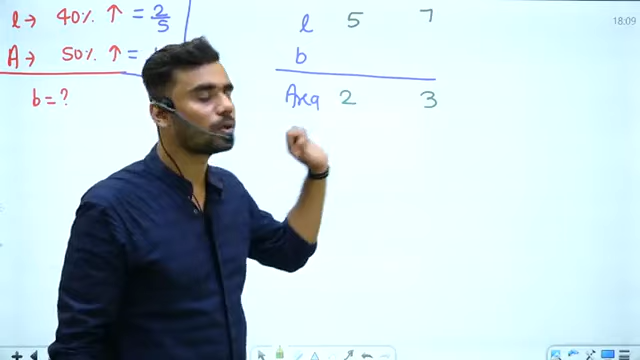 l → 40% ↑ = 2/5
A → 50% ↑ =
b = ?
l 5 7
b
Area 2 3
18:09